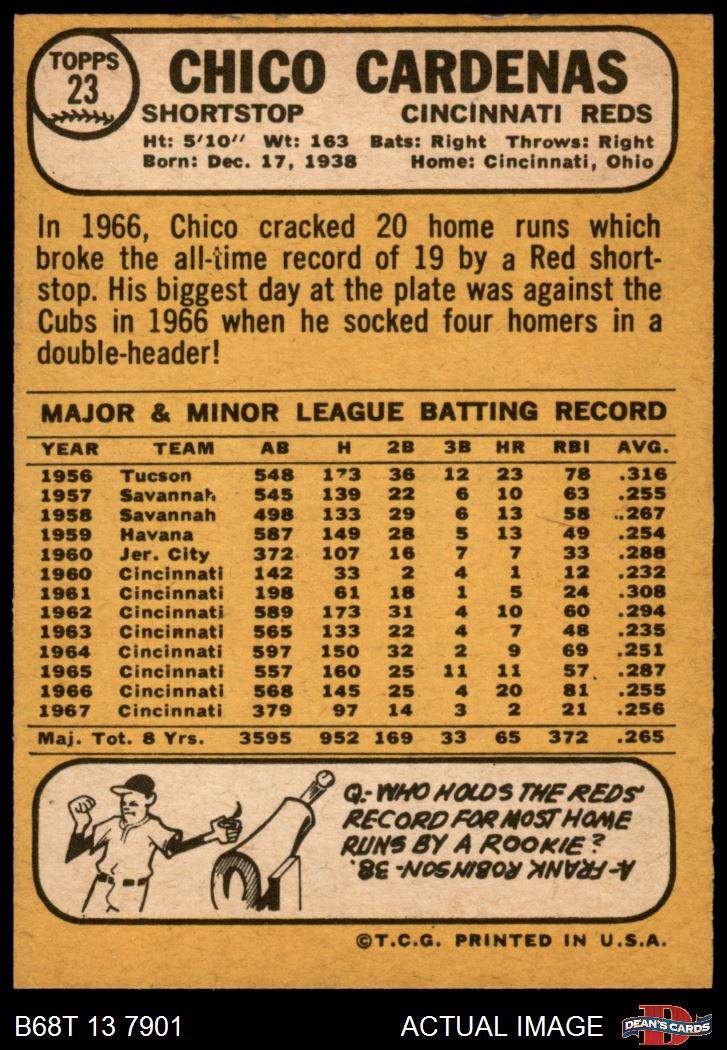 TOPPS
23
CHICO CARDENAS
SHORTSTOP CINCINNATI REDS
Ht: 5'10" Wt: 163 Bats: Right Throws: Right
Born: Dec. 17, 1938 Home: Cincinnati, Ohio
In 1966, Chico cracked 20 home runs which
broke the all-time record of 19 by a Red short-
stop. His biggest day at the plate was against the
Cubs in 1966 when he socked four homers in a
double-header!
MAJOR & MINOR LEAGUE BATTING RECORD
YEAR TEAM AB H 2B 3B HR RBI AVG.
1956 Tucson 548 173 36 12 23 78 .316
1957 Savannah 545 139 22 6 10 63 .255
1958 Savannah 498 133 29 6 13 58 .267
1959 Havana 587 149 28 5 13 49 .254
1960 Jer. City 372 107 16 7 7 33 .288
1960 Cincinnati 142 33 2 4 1 12 .232
1961 Cincinnati 198 61 18 1 5 24 .308
1962 Cincinnati 589 173 31 4 10 60 .294
1963 Cincinnati 565 133 22 4 7 48 .235
1964 Cincinnati 597 150 32 2 9 69 .251
1965 Cincinnati 557 160 25 11 11 57 .287
1966 Cincinnati 568 145 25 4 20 81 .255
1967 Cincinnati 379 97 14 3 2 21 .256
Maj. Tot. 8 Yrs. 3595 952 169 33 65 372 .265
Q.- WHO HOLDS THE REDS'
RECORD FOR MOST HOME
RUNS BY A ROOKIE?
A- FRANK ROBINSON- 38.
©T.C.G. PRINTED IN U.S.A.
B68T 13 7901 ACTUAL IMAGE
D
DEAN'S CARDS